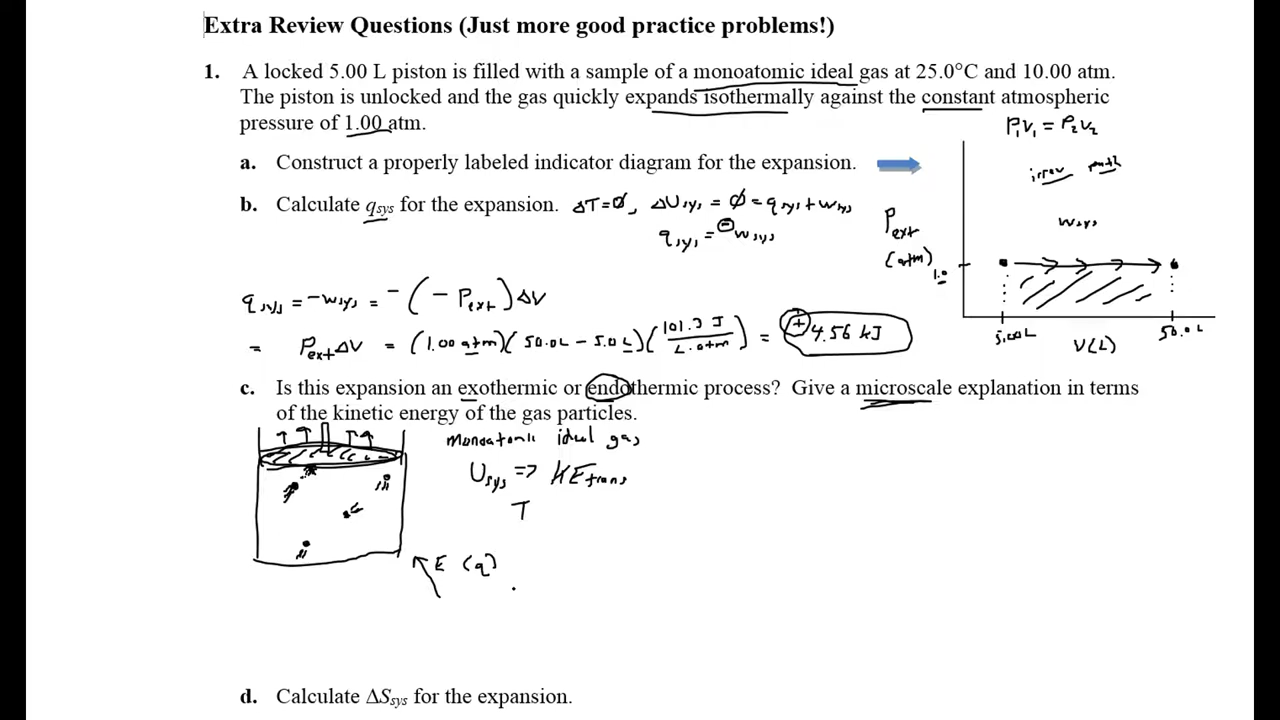 Extra Review Questions (Just more good practice problems!)
1. A locked 5.00 L piston is filled with a sample of a monoatomic ideal gas at 25.0°C and 10.00 atm.
The piston is unlocked and the gas quickly expands isothermally against the constant atmospheric
pressure of 1.00 atm.
P₁V₁ = P₂V₂
a. Construct a properly labeled indicator diagram for the expansion.
irrev path
b. Calculate qsys for the expansion. ΔT=∅, ΔUsys = ∅ = qsys + wsys
qsys = ⊖wsys
wsys
Pext
(atm)
1.0
5.00L
V(L)
50.0L
qsys = -wsys = -(-Pext)ΔV
= PextΔV = (1.00 atm)(50.0L - 5.0L)(101.3 J / L.atm) = +4.56 kJ
c. Is this expansion an exothermic or endothermic process? Give a microscale explanation in terms
of the kinetic energy of the gas particles.
monatomic ideal gas
Usys => KEtrans
T
E (q)
d. Calculate ΔSsys for the expansion.